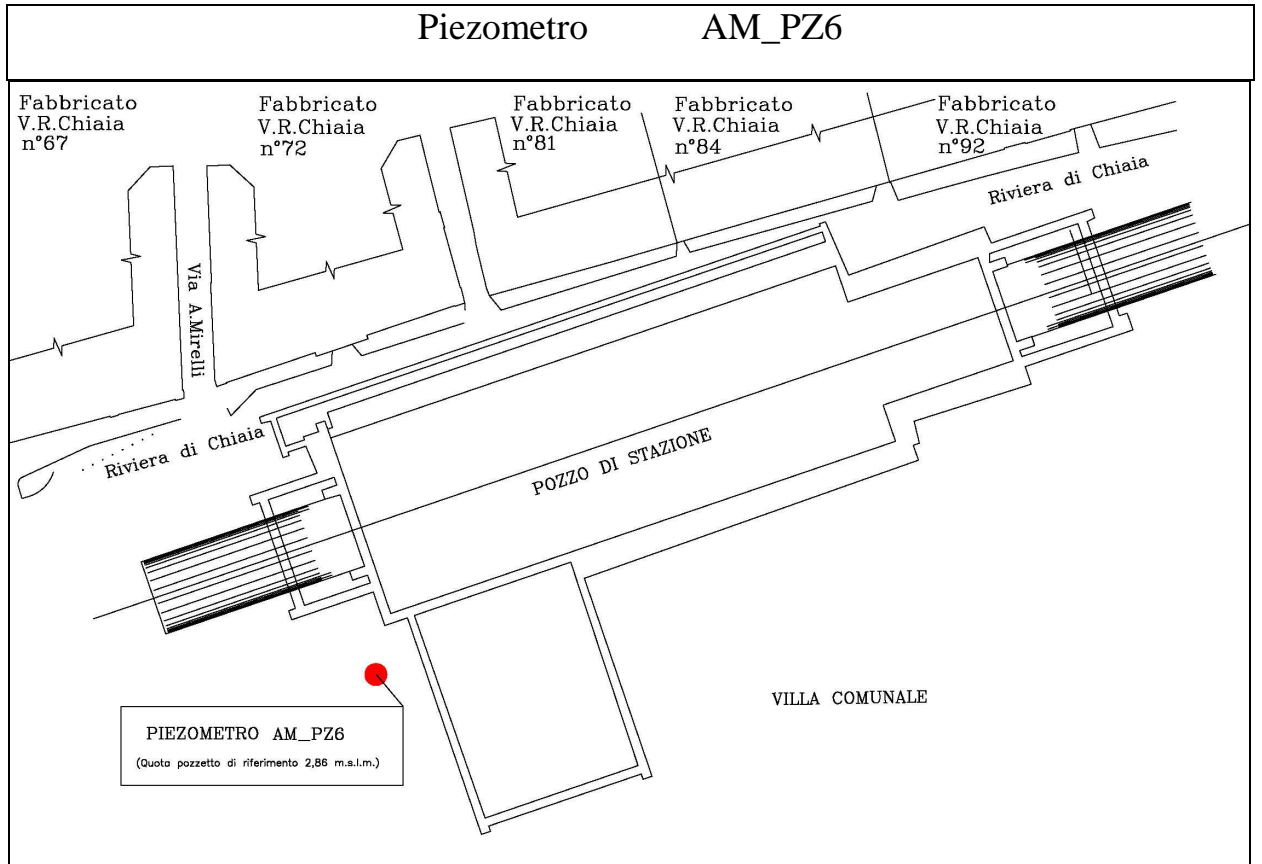 Piezometro AM_PZ6
Fabbricato
V.R.Chiaia
n°67
Fabbricato
V.R.Chiaia
n°72
Fabbricato
V.R.Chiaia
n°81
Fabbricato
V.R.Chiaia
n°84
Fabbricato
V.R.Chiaia
n°92
Riviera di Chiaia
Via A.Mirelli
Riviera di Chiaia
POZZO DI STAZIONE
VILLA COMUNALE
PIEZOMETRO AM_PZ6
(Quota pozzetto di riferimento 2,86 m.s.l.m.)